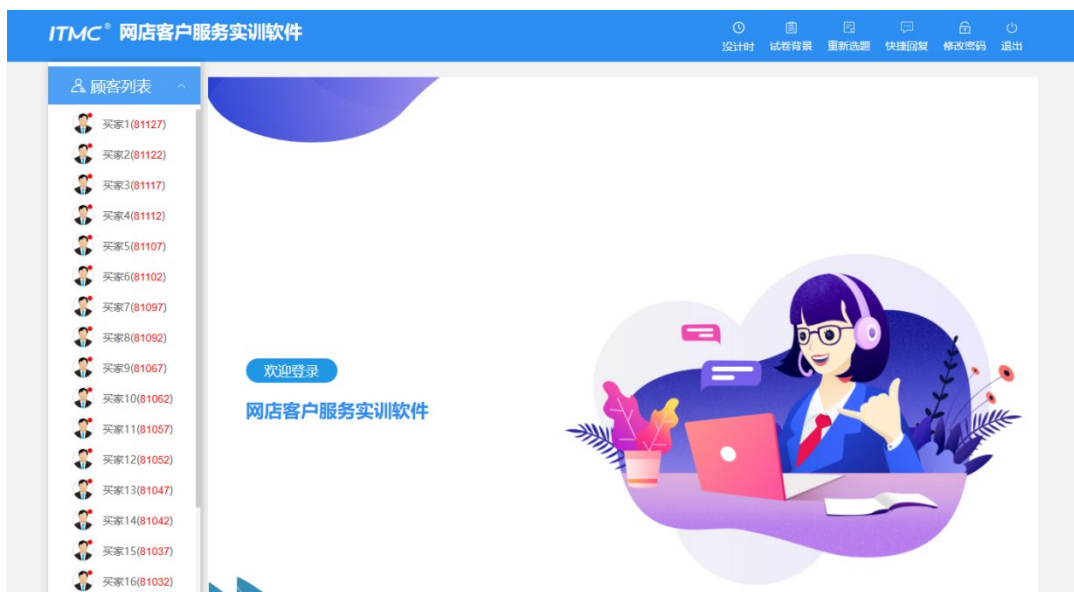 ITMC® 网店客户服务实训软件
没计时 试卷背景 重新选题 快捷回复 修改密码 退出
顾客列表
买家1(81127)
买家2(81122)
买家3(81117)
买家4(81112)
买家5(81107)
买家6(81102)
买家7(81097)
买家8(81092)
买家9(81067)
买家10(81062)
买家11(81057)
买家12(81052)
买家13(81047)
买家14(81042)
买家15(81037)
买家16(81032)
欢迎登录
网店客户服务实训软件